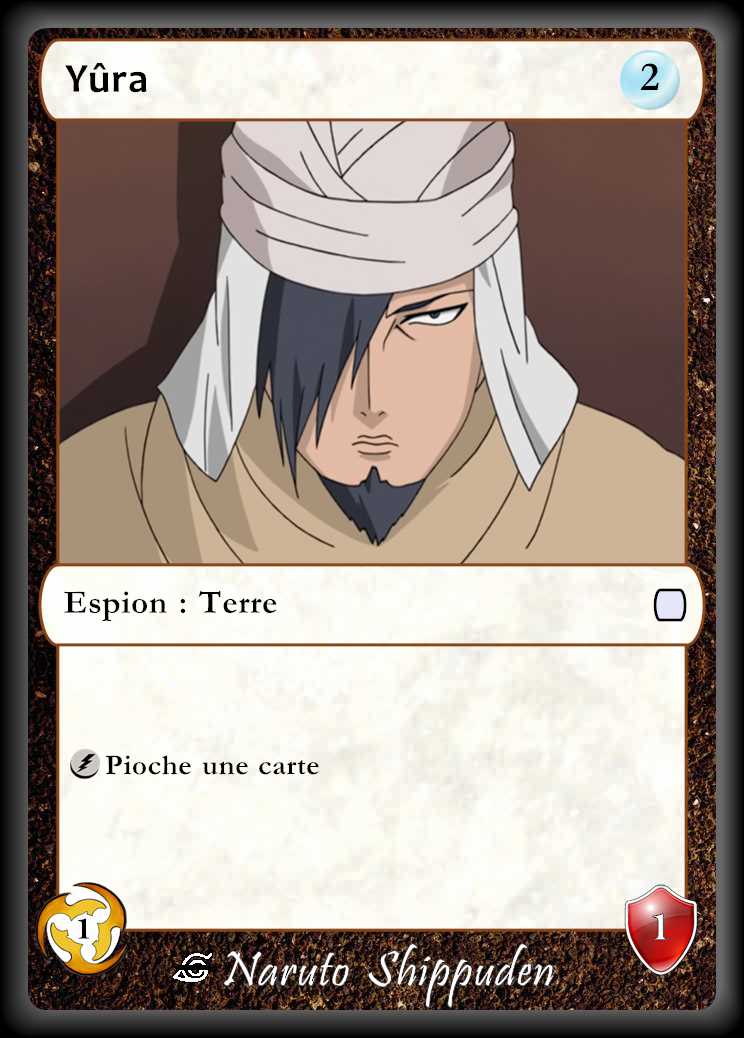 Yûra
2
Espion : Terre
Pioche une carte
1
1
Naruto Shippuden